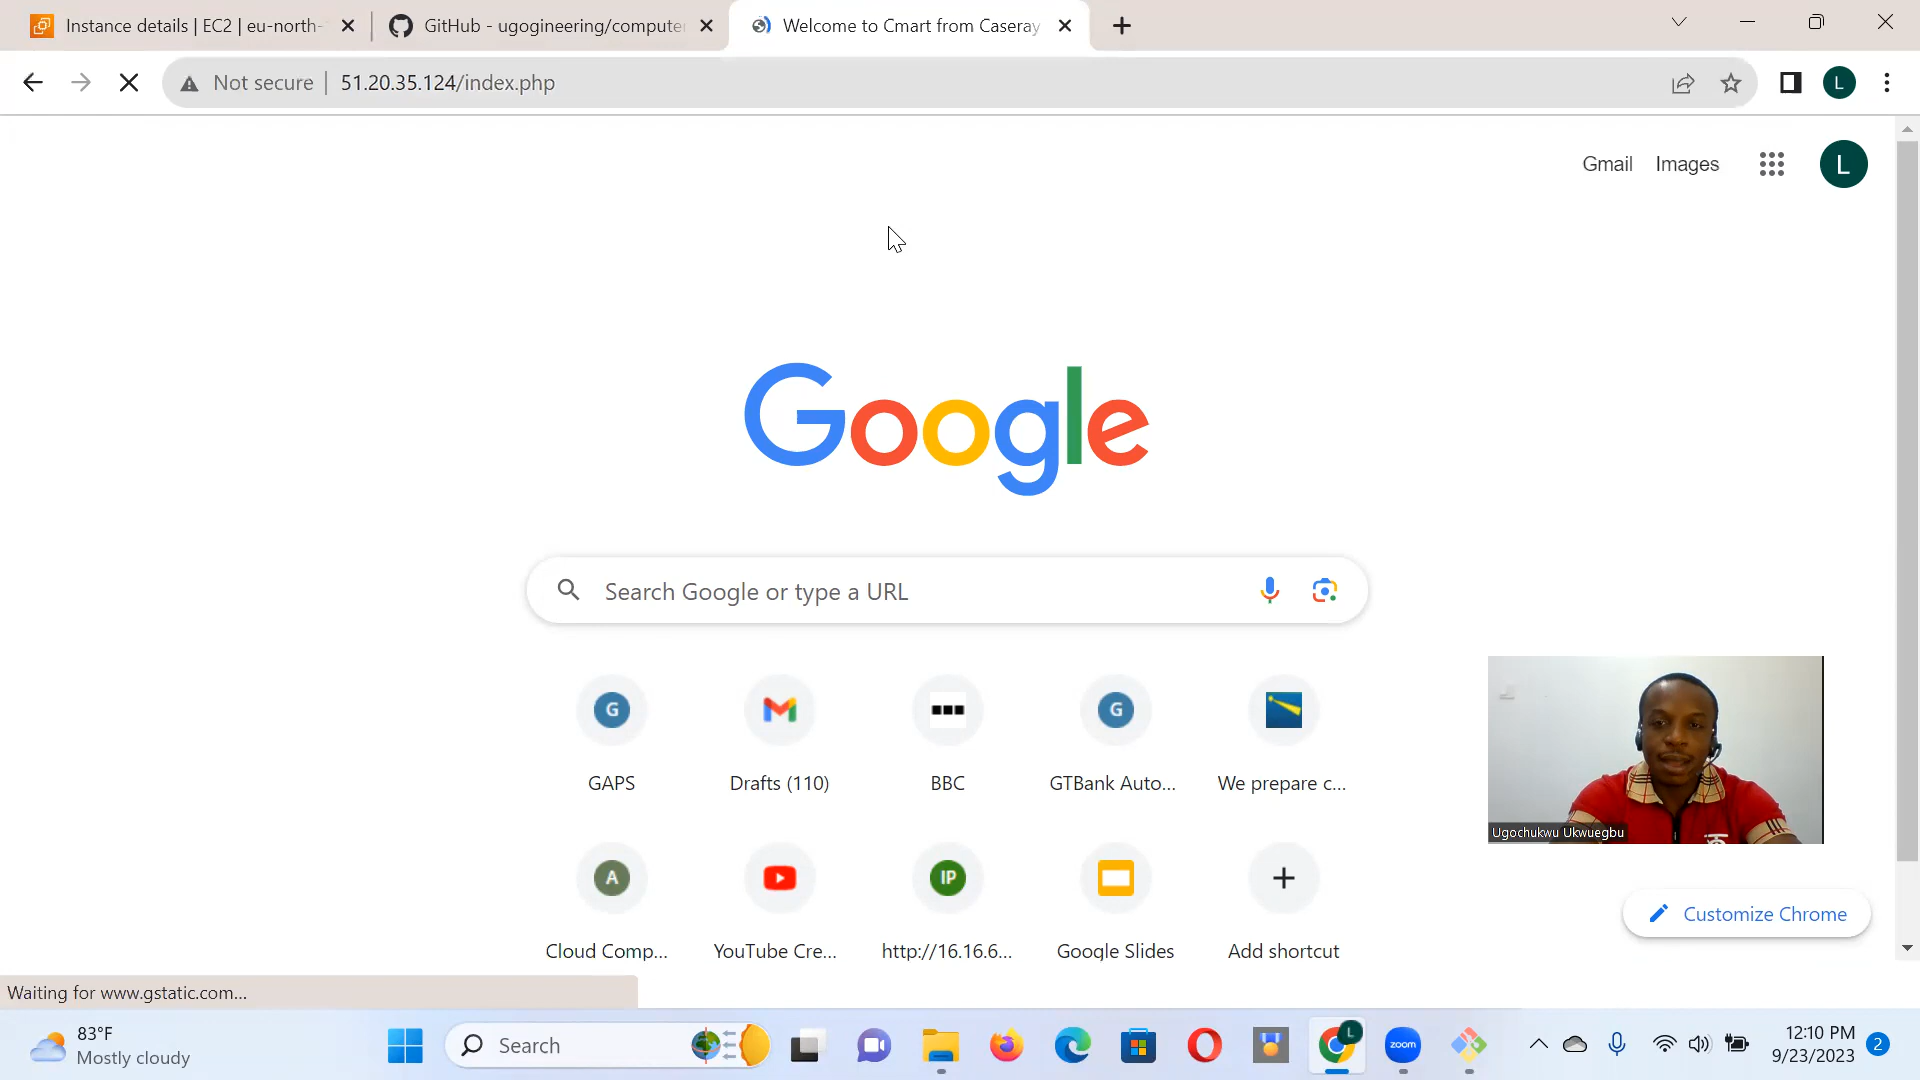 Instance details | EC2 | eu-north-
GitHub - ugogineering/compute
Welcome to Cmart from Caseray
Not secure | 51.20.35.124/index.php
L
Gmail Images
L
Google
Search Google or type a URL
G
G
GAPS
Drafts (110)
BBC
GTBank Auto...
We prepare c...
Ugochukwu Ukwuegbu
A
IP
Cloud Comp...
YouTube Cre...
http://16.16.6...
Google Slides
Add shortcut
Customize Chrome
Waiting for www.gstatic.com...
83°F
Mostly cloudy
Search
L
zoom
12:10 PM
9/23/2023
2